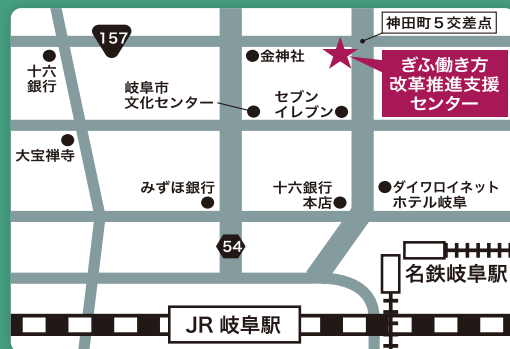 神田町5交差点
157
金神社
ぎふ働き方
改革推進支援
センター
十六
銀行
岐阜市
文化センター
セブン
イレブン
大宝禅寺
みずほ銀行
十六銀行
本店
ダイワロイネット
ホテル岐阜
54
名鉄岐阜駅
JR 岐阜駅